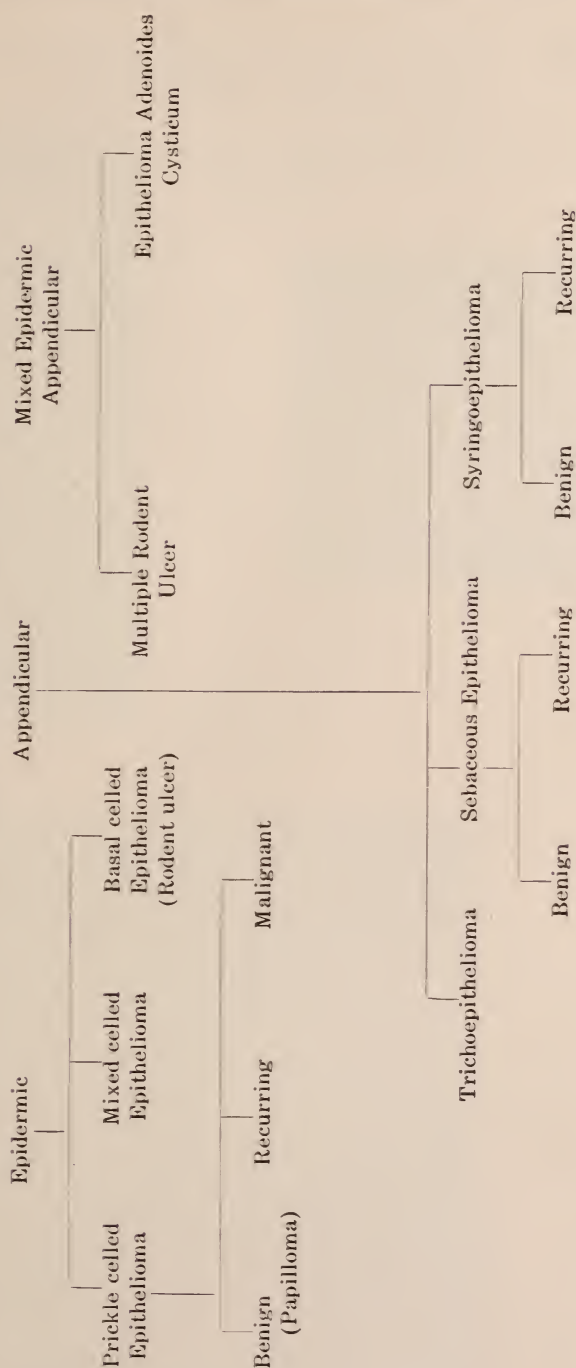 Epidermic
Prickle celled
Epithelioma
Mixed celled
Epithelioma
Basal celled
Epithelioma
(Rodent ulcer)
Benign
(Papilloma)
Recurring
Malignant
Appendicular
Trichoepithelioma
Sebaceous Epithelioma
Syringoepithelioma
Benign
Recurring
Benign
Recurring
Mixed Epidermic
Appendicular
Multiple Rodent
Ulcer
Epithelioma Adenoides
Cysticum